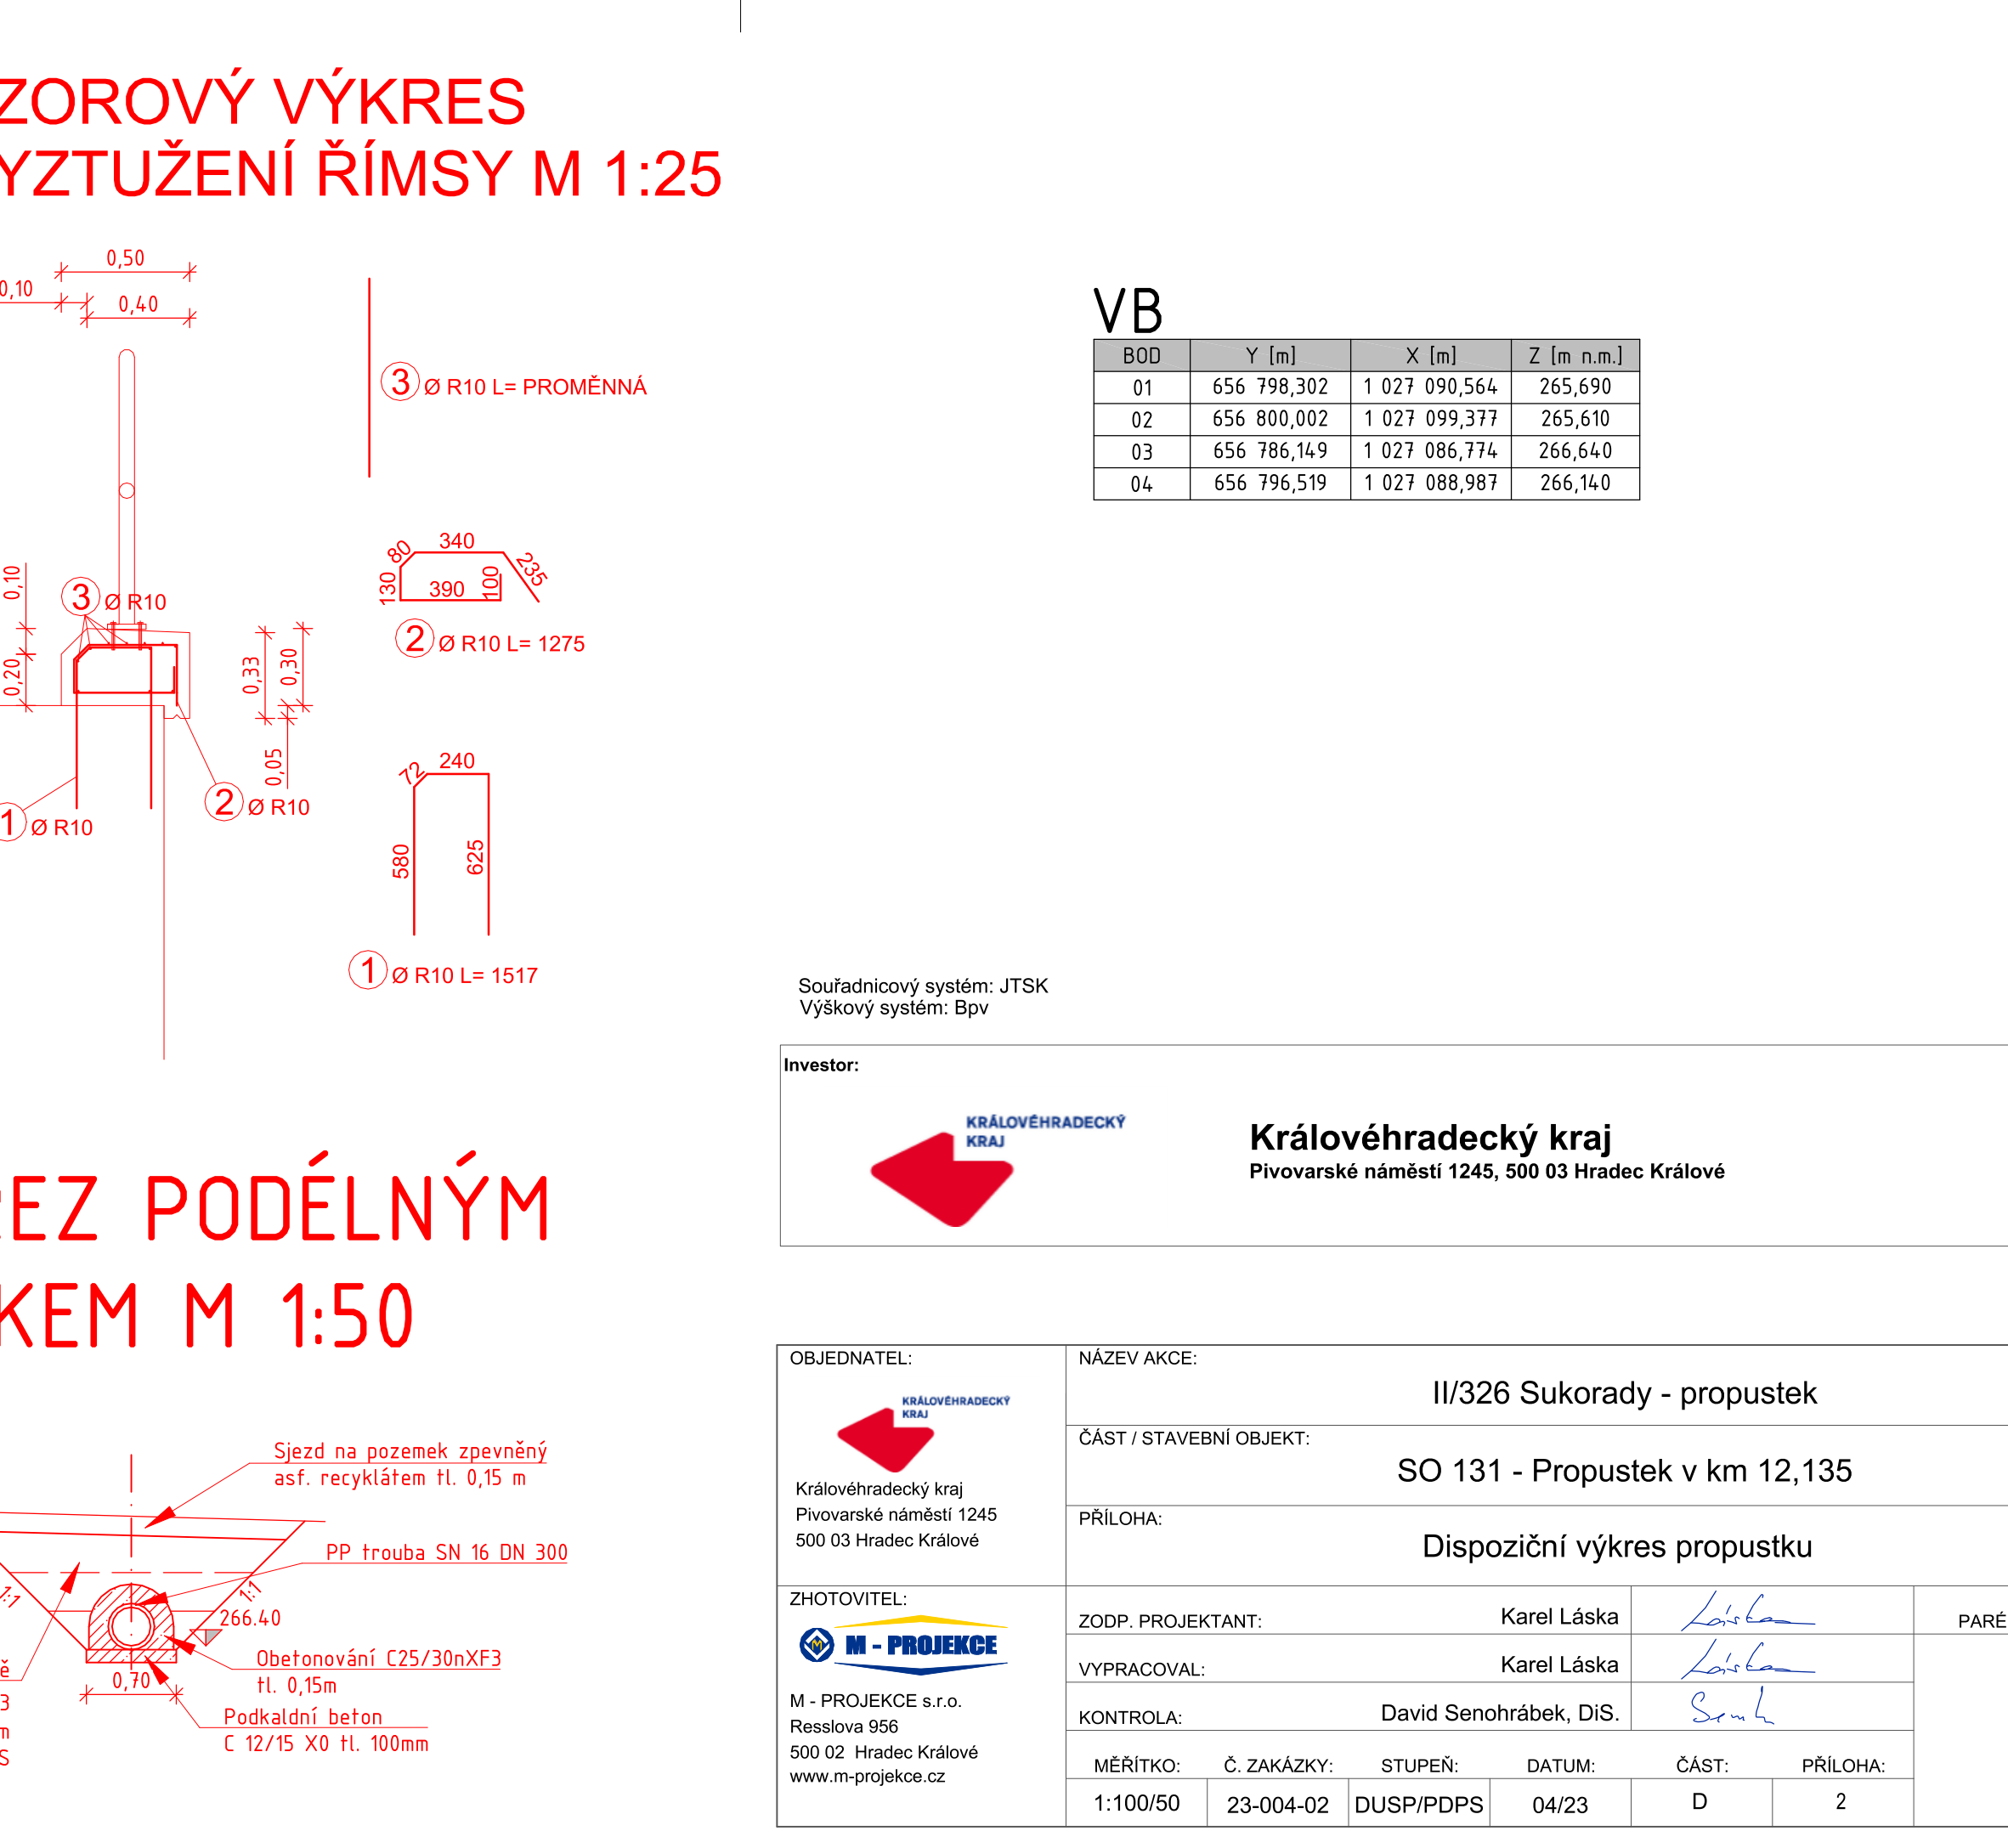 ZOROVÝ VÝKRES
YZTUŽENÍ ŘÍMSY M 1:25
0,50
0,10
0,40
3 Ø R10 L= PROMĚNNÁ
80
340
235
130
390
100
2 Ø R10 L= 1275
0,10
3 Ø R10
0,20
0,33
0,30
0,05
1 Ø R10
2 Ø R10
72
240
580
625
1 Ø R10 L= 1517
VB
BOD Y [m] X [m] Z [m n.m.]
01 656 798,302 1 027 090,564 265,690
02 656 800,002 1 027 099,377 265,610
03 656 786,149 1 027 086,774 266,640
04 656 796,519 1 027 088,987 266,140
Souřadnicový systém: JTSK
Výškový systém: Bpv
Investor:
KRÁLOVÉHRADECKÝ
KRAJ
Královéhradecký kraj
Pivovarské náměstí 1245, 500 03 Hradec Králové
EZ PODÉLNÝM
KEM M 1:50
Sjezd na pozemek zpevněný
asf. recyklátem tl. 0,15 m
PP trouba SN 16 DN 300
1:1
1:1
266.40
Obetonování C25/30nXF3
tl. 0,15m
0,70
Podkaldní beton
C 12/15 X0 tl. 100mm
ě
3
m
S
OBJEDNATEL:
KRÁLOVÉHRADECKÝ
KRAJ
Královéhradecký kraj
Pivovarské náměstí 1245
500 03 Hradec Králové
NÁZEV AKCE:
II/326 Sukorady - propustek
ČÁST / STAVEBNÍ OBJEKT:
SO 131 - Propustek v km 12,135
PŘÍLOHA:
Dispoziční výkres propustku
ZHOTOVITEL:
M - PROJEKCE
M - PROJEKCE s.r.o.
Resslova 956
500 02 Hradec Králové
www.m-projekce.cz
ZODP. PROJEKTANT: Karel Láska Láska
PARÉ
VYPRACOVAL: Karel Láska Láska
KONTROLA: David Senohrábek, DiS.
MĚŘÍTKO: Č. ZAKÁZKY: STUPEŇ: DATUM: ČÁST: PŘÍLOHA:
1:100/50 23-004-02 DUSP/PDPS 04/23 D 2